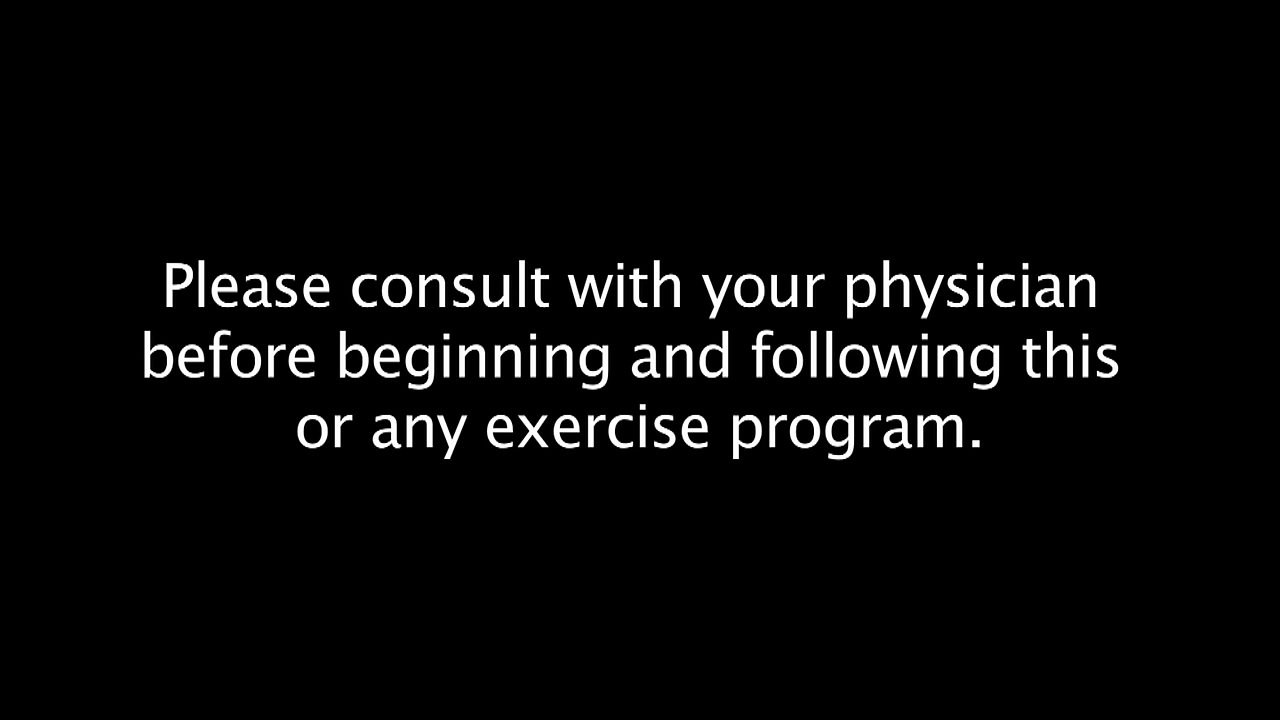 Please consult with your physician
before beginning and following this
or any exercise program.